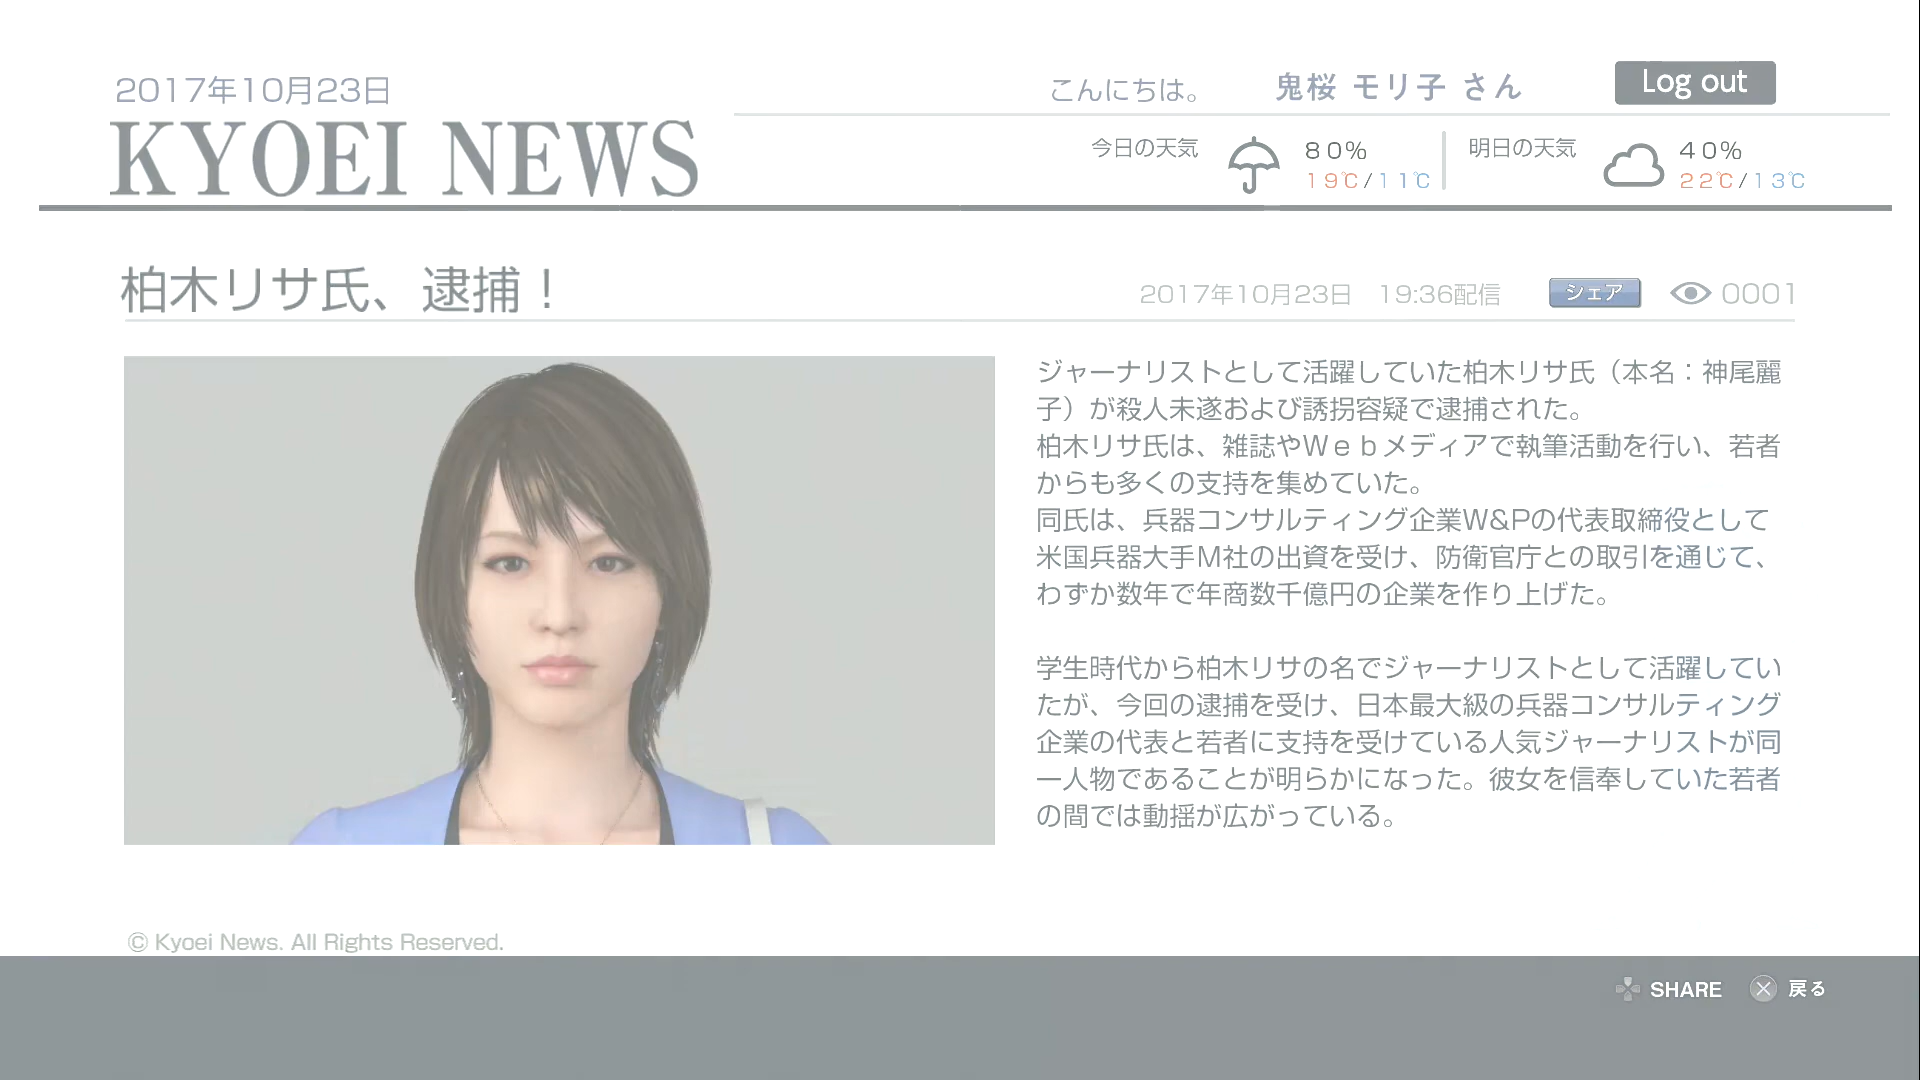 2017年10月23日
こんにちは。 鬼桜 モリ子 さん Log out
KYOEI NEWS
今日の天気 80% 19℃/11℃ 明日の天気 40% 22℃/13℃
柏木リサ氏、逮捕！
2017年10月23日 19:36配信 シェア 0001
ジャーナリストとして活躍していた柏木リサ氏（本名：神尾麗
子）が殺人未遂および誘拐容疑で逮捕された。
柏木リサ氏は、雑誌やＷｅｂメディアで執筆活動を行い、若者
からも多くの支持を集めていた。
同氏は、兵器コンサルティング企業W&Pの代表取締役として
米国兵器大手Ｍ社の出資を受け、防衛官庁との取引を通じて、
わずか数年で年商数千億円の企業を作り上げた。
学生時代から柏木リサの名でジャーナリストとして活躍してい
たが、今回の逮捕を受け、日本最大級の兵器コンサルティング
企業の代表と若者に支持を受けている人気ジャーナリストが同
一人物であることが明らかになった。彼女を信奉していた若者
の間では動揺が広がっている。
© Kyoei News. All Rights Reserved.
SHARE 戻る